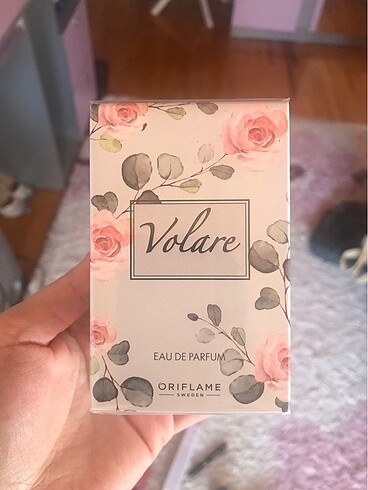 Volare
EAU DE PARFUM
ORIFLAME
SWEDEN